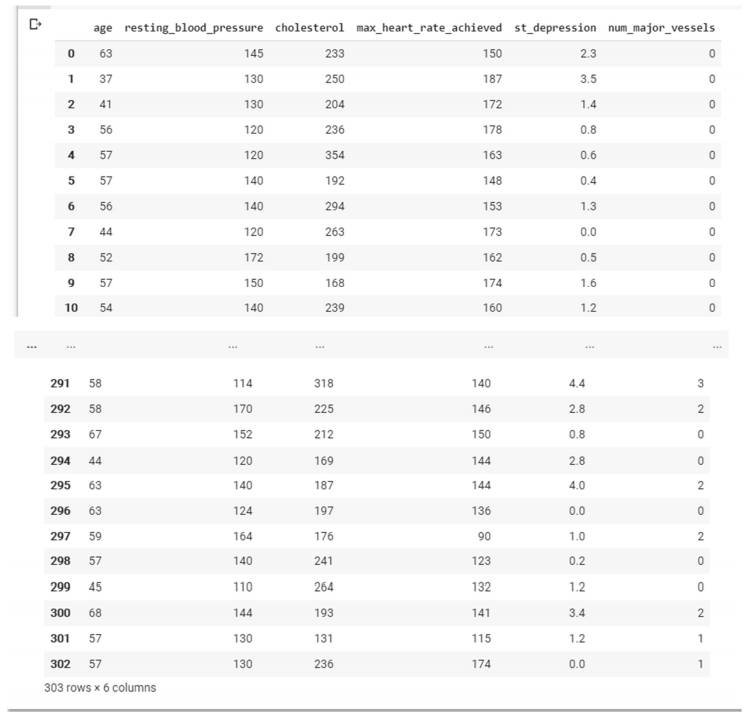 age resting_blood_pressure cholesterol max_heart_rate_achieved st_depression num_major_vessels
0 63 145 233 150 2.3 0
1 37 130 250 187 3.5 0
2 41 130 204 172 1.4 0
3 56 120 236 178 0.8 0
4 57 120 354 163 0.6 0
5 57 140 192 148 0.4 0
6 56 140 294 153 1.3 0
7 44 120 263 173 0.0 0
8 52 172 199 162 0.5 0
9 57 150 168 174 1.6 0
10 54 140 239 160 1.2 0
... ... ... ... ... ... ...
291 58 114 318 140 4.4 3
292 58 170 225 146 2.8 2
293 67 152 212 150 0.8 0
294 44 120 169 144 2.8 0
295 63 140 187 144 4.0 2
296 63 124 197 136 0.0 0
297 59 164 176 90 1.0 2
298 57 140 241 123 0.2 0
299 45 110 264 132 1.2 0
300 68 144 193 141 3.4 2
301 57 130 131 115 1.2 1
302 57 130 236 174 0.0 1
303 rows × 6 columns